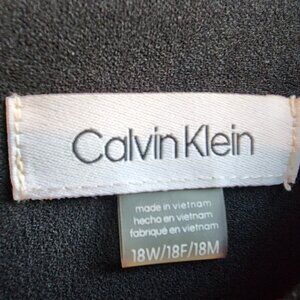 Calvin Klein
made in vietnam
hecho en vietnam
fabriqué en vietnam
18W/18F/18M